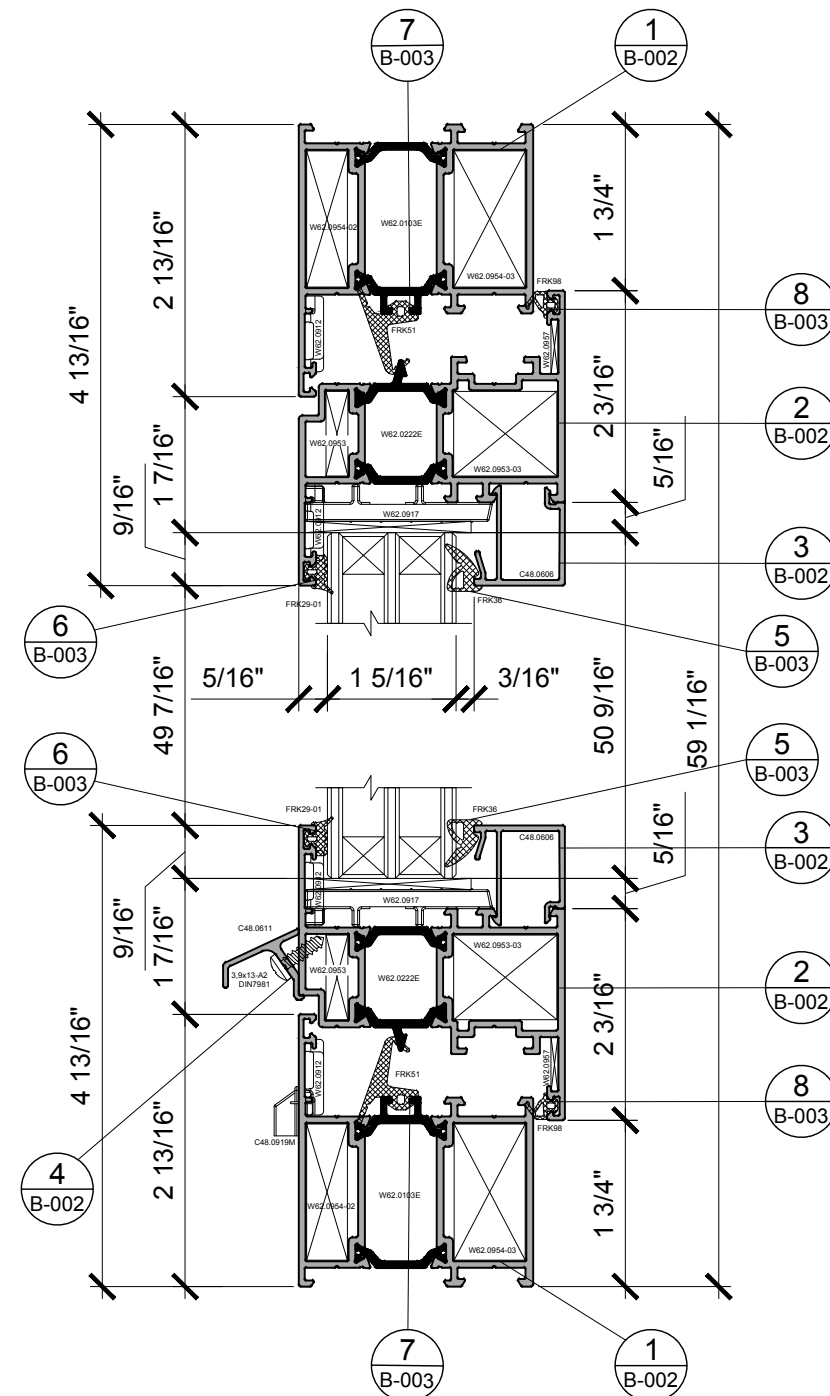 7
B-003
1
B-002
4 13/16"
2 13/16"
1 3/4"
W62.0954-02
W62.0103E
W62.0954-03
FRK98
8
B-003
FRK51
W62.0912
W62.0957
2 3/16"
59 1/16"
2
B-002
1 7/16"
9/16"
5/16"
W62.0953
W62.0222E
W62.0953-03
W62.0917
W62.0912
C48.0606
3
B-002
FRK29-01
FRK36
6
B-003
5
B-003
5/16"
1 5/16"
3/16"
49 7/16"
50 9/16"
6
B-003
5
B-003
FRK29-01
FRK36
C48.0606
3
B-002
5/16"
W62.0912
W62.0917
9/16"
1 7/16"
C48.0611
3,9x13-A2
DIN7981
W62.0953
W62.0222E
W62.0953-03
2
B-002
2 3/16"
4 13/16"
W62.0912
FRK51
W62.0957
8
B-003
FRK98
C48.0919M
4
B-002
2 13/16"
W62.0954-02
W62.0103E
W62.0954-03
1 3/4"
7
B-003
1
B-002